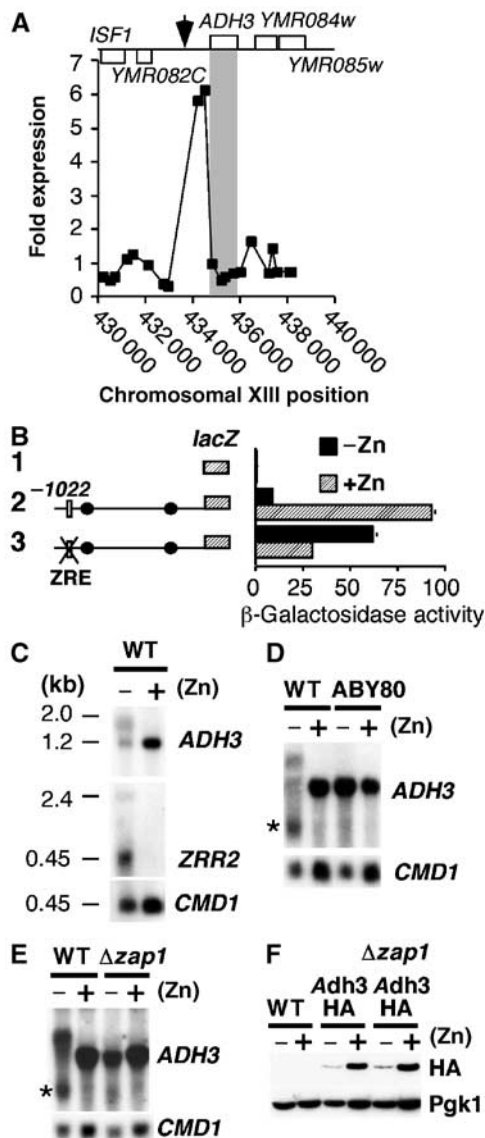 A
ISF1
ADH3 YMR084w
YMR082C
YMR085w
Fold expression
7
6
5
4
3
2
1
0
430 000
432 000
434 000
436 000
438 000
440 000
Chromosomal XIII position
B
lacZ
1
−1022
2
3
ZRE
−Zn
+Zn
0 25 50 75 100
β-Galactosidase activity
C
WT
(kb) − + (Zn)
2.0
1.2
ADH3
2.4
0.45
ZRR2
0.45
CMD1
D
WT ABY80
− + − + (Zn)
ADH3
*
CMD1
E
WT Δzap1
− + − + (Zn)
ADH3
*
CMD1
F
Δzap1
Adh3 Adh3
WT HA HA
− + − + − + (Zn)
HA
Pgk1